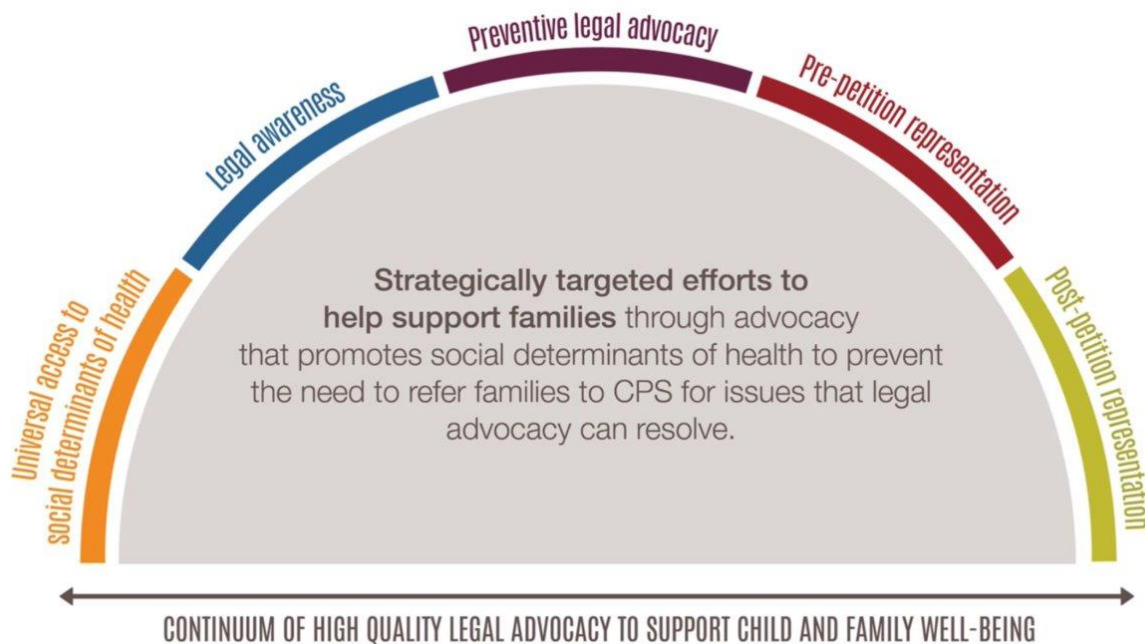 Universal access to
social determinants of health
Legal awareness
Preventive legal advocacy
Pre-petition representation
Post-petition representation
Strategically targeted efforts to
help support families through advocacy
that promotes social determinants of health to prevent
the need to refer families to CPS for issues that legal
advocacy can resolve.
CONTINUUM OF HIGH QUALITY LEGAL ADVOCACY TO SUPPORT CHILD AND FAMILY WELL-BEING